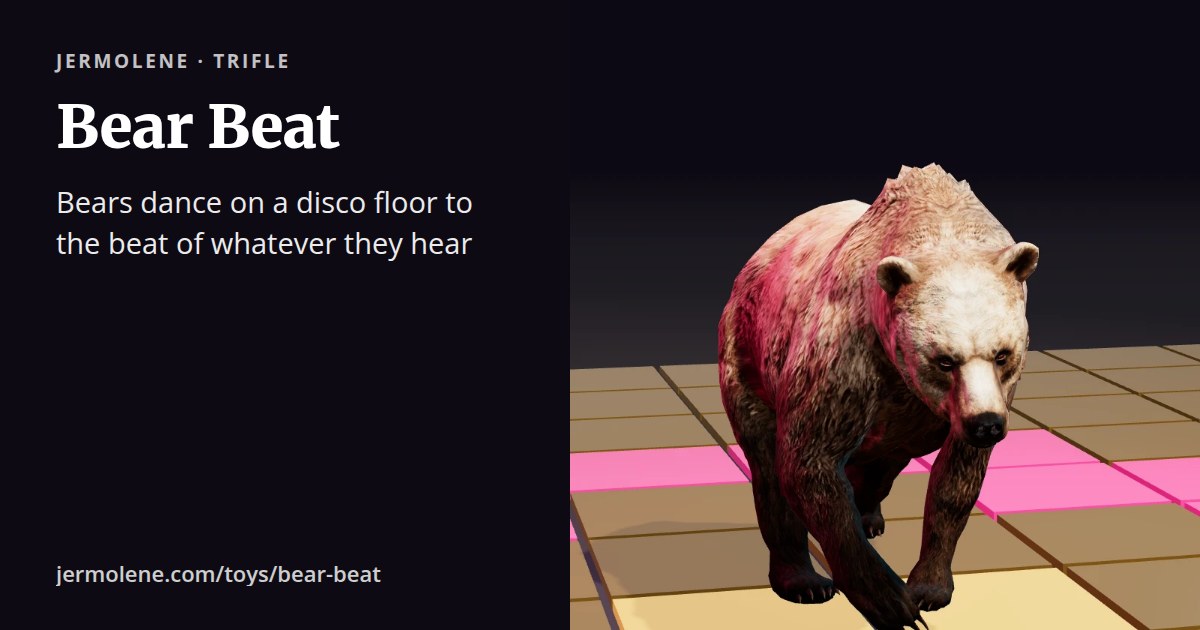 JERMOLENE · TRIFLE
Bear Beat
Bears dance on a disco floor to
the beat of whatever they hear
jermolene.com/toys/bear-beat